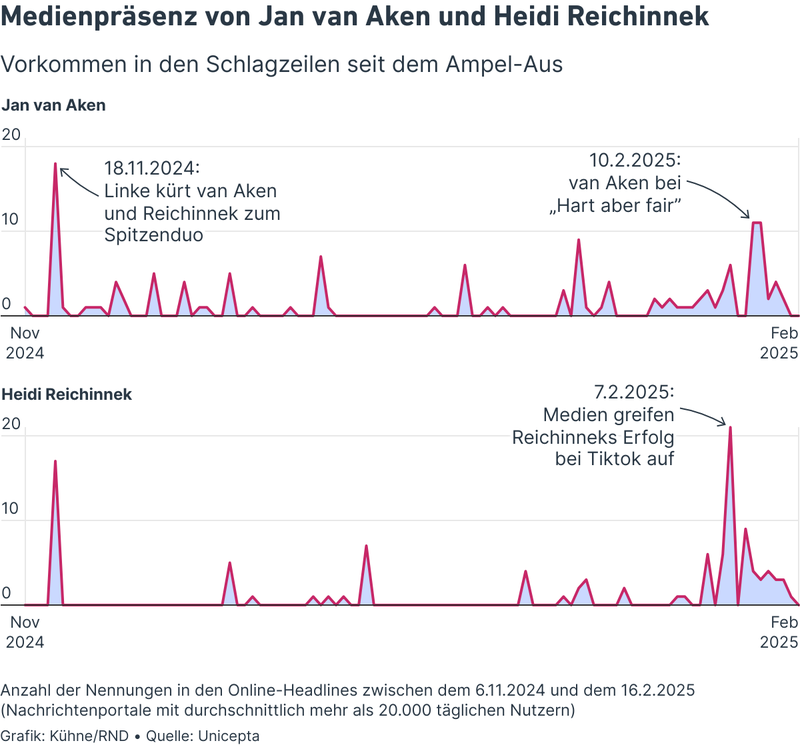 Medienpräsenz von Jan van Aken und Heidi Reichinnek
Vorkommen in den Schlagzeilen seit dem Ampel-Aus
Jan van Aken
20
10
0
18.11.2024:
Linke kürt van Aken
und Reichinnek zum
Spitzenduo
10.2.2025:
van Aken bei
„Hart aber fair”
Nov
2024
Feb
2025
Heidi Reichinnek
20
10
0
7.2.2025:
Medien greifen
Reichinneks Erfolg
bei Tiktok auf
Nov
2024
Feb
2025
Anzahl der Nennungen in den Online-Headlines zwischen dem 6.11.2024 und dem 16.2.2025
(Nachrichtenportale mit durchschnittlich mehr als 20.000 täglichen Nutzern)
Grafik: Kühne/RND • Quelle: Unicepta